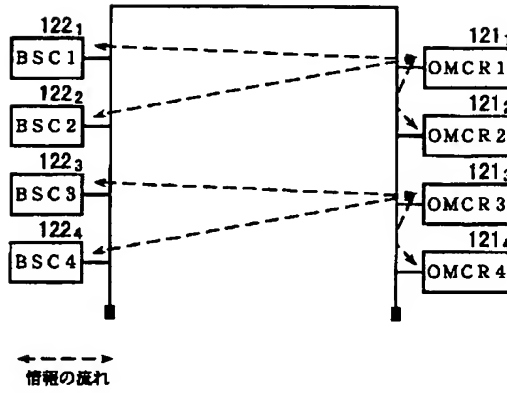 122₁
BSC1
122₂
BSC2
122₃
BSC3
122₄
BSC4
121₁
OMCR1
121₂
OMCR2
121₃
OMCR3
121₄
OMCR4
情報の流れ